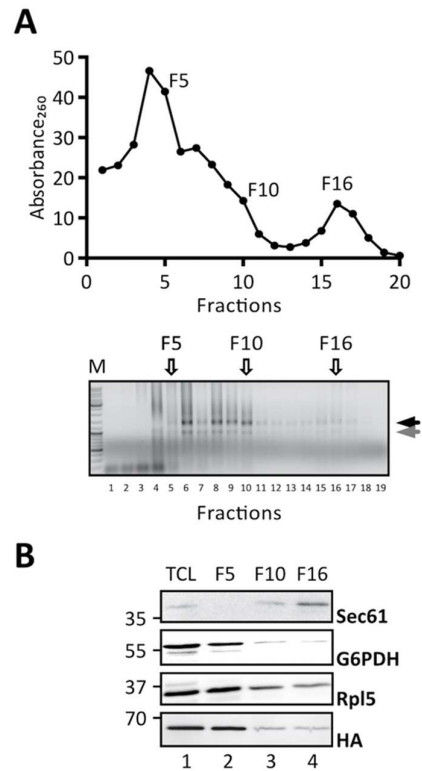 A
50
40
30
20
10
0
Absorbance₂₆₀
F5
F10
F16
0 5 10 15 20
Fractions
F5 F10 F16
M
1 2 3 4 5 6 7 8 9 10 11 12 13 14 15 16 17 18 19
Fractions
B
TCL F5 F10 F16
35 Sec61
55 G6PDH
37 Rpl5
70 HA
1 2 3 4